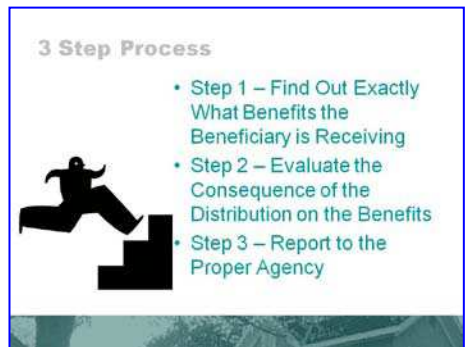 3 Step Process
• Step 1 – Find Out Exactly
What Benefits the
Beneficiary is Receiving
• Step 2 – Evaluate the
Consequence of the
Distribution on the Benefits
• Step 3 – Report to the
Proper Agency